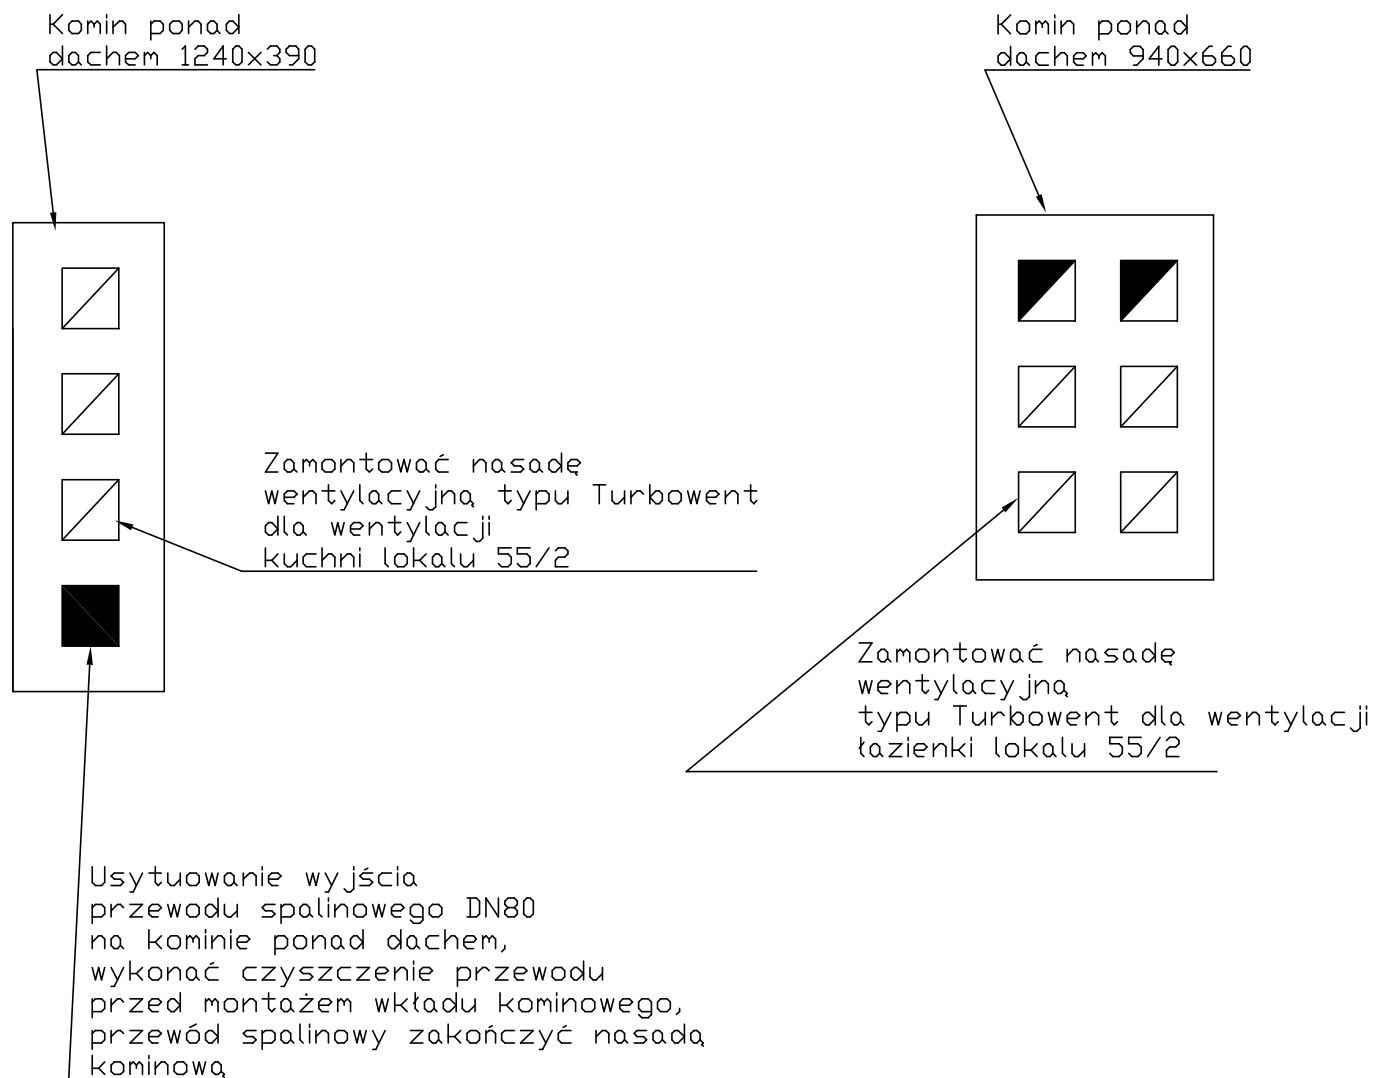 Komin ponad
dachem 1240x390
Komin ponad
dachem 940x660
Zamontować nasadę
wentylacyjną typu Turbowent
dla wentylacji
kuchni lokalu 55/2
Zamontować nasadę
wentylacyjną
typu Turbowent dla wentylacji
łazienki lokalu 55/2
Usytuowanie wyjścia
przewodu spalinowego DN80
na kominie ponad dachem,
wykonać czyszczenie przewodu
przed montażem wkładu kominowego,
przewód spalinowy zakończyć nasadą
kominową